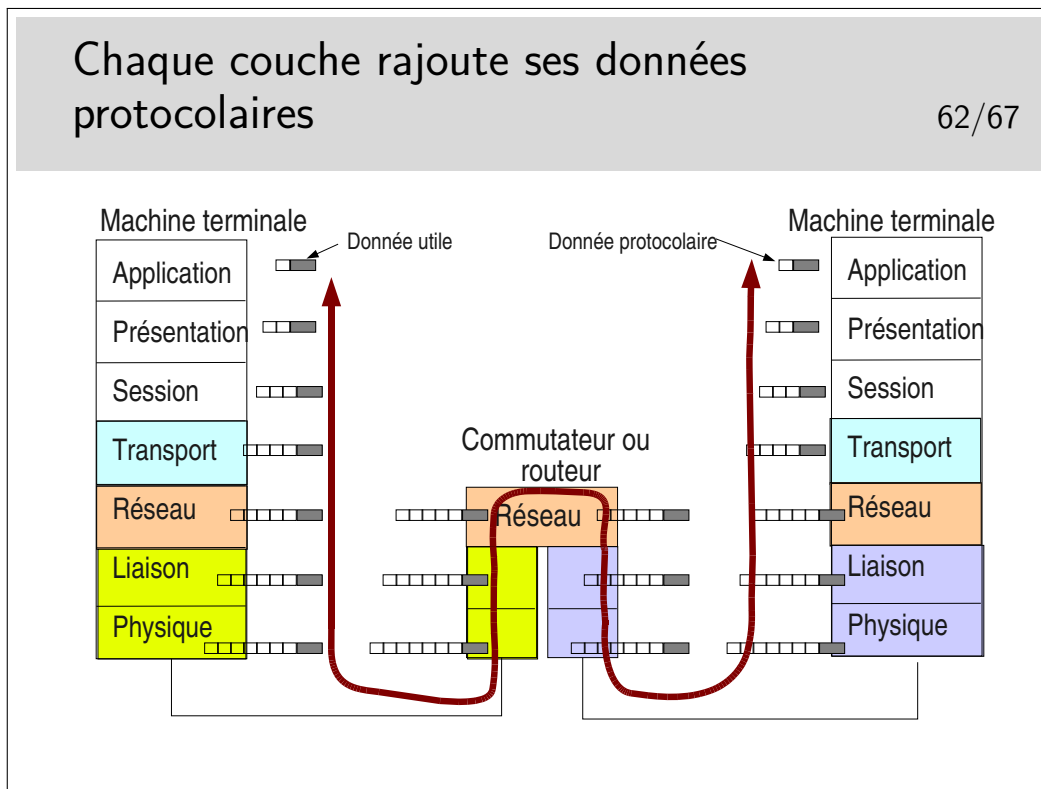 Chaque couche rajoute ses données
protocolaires
62/67
Machine terminale
Donnée utile
Donnée protocolaire
Machine terminale
Application
Présentation
Session
Transport
Réseau
Liaison
Physique
Commutateur ou
routeur
Réseau
Application
Présentation
Session
Transport
Réseau
Liaison
Physique